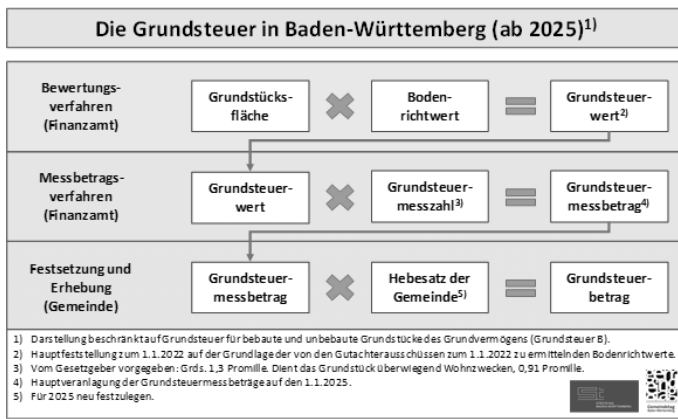 Die Grundsteuer in Baden-Württemberg (ab 2025)1)
Bewertungs-
verfahren
(Finanzamt)
Grundstücks-
fläche
Boden-
richtwert
Grundsteuer-
wert2)
Messbetrags-
verfahren
(Finanzamt)
Grundsteuer-
wert
Grundsteuer-
messzahl3)
Grundsteuer-
messbetrag4)
Festsetzung und
Erhebung
(Gemeinde)
Grundsteuer-
messbetrag
Hebesatz der
Gemeinde5)
Grundsteuer-
betrag
1) Darstellung beschränkt auf Grundsteuer für bebaute und unbebaute Grundstücke des Grundvermögens (Grundsteuer B).
2) Hauptfeststellung zum 1.1.2022 auf der Grundlage der von den Gutachterausschüssen zum 1.1.2022 zu ermittelnden Bodenrichtwerte.
3) Vom Gesetzgeber vorgegeben: Grds. 1,3 Promille. Dient das Grundstück überwiegend Wohnzwecken, 0,91 Promille.
4) Hauptveranlagung der Grundsteuermessbeträge auf den 1.1.2025.
5) Für 2025 neu festzulegen.
Gemeindetag